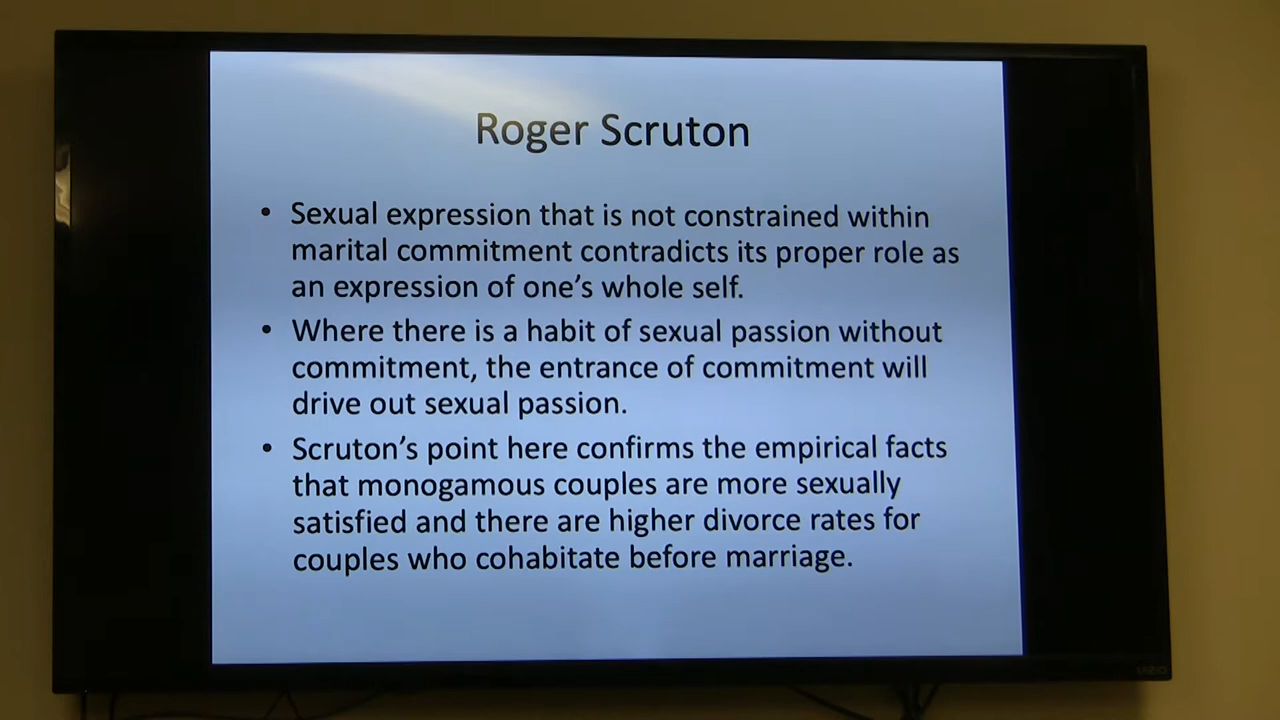 Roger Scruton
• Sexual expression that is not constrained within
marital commitment contradicts its proper role as
an expression of one's whole self.
• Where there is a habit of sexual passion without
commitment, the entrance of commitment will
drive out sexual passion.
• Scruton's point here confirms the empirical facts
that monogamous couples are more sexually
satisfied and there are higher divorce rates for
couples who cohabitate before marriage.
VIZIO